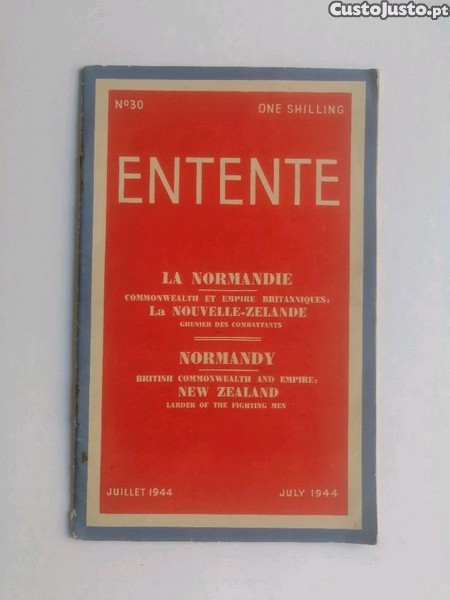 CustoJusto.pt
Nº30 ONE SHILLING
ENTENTE
LA NORMANDIE
COMMONWEALTH ET EMPIRE BRITANNIQUES:
La NOUVELLE-ZELANDE
GRENIER DES COMBATTANTS
NORMANDY
BRITISH COMMONWEALTH AND EMPIRE:
NEW ZEALAND
LARDER OF THE FIGHTING MEN
JUILLET 1944 JULY 1944